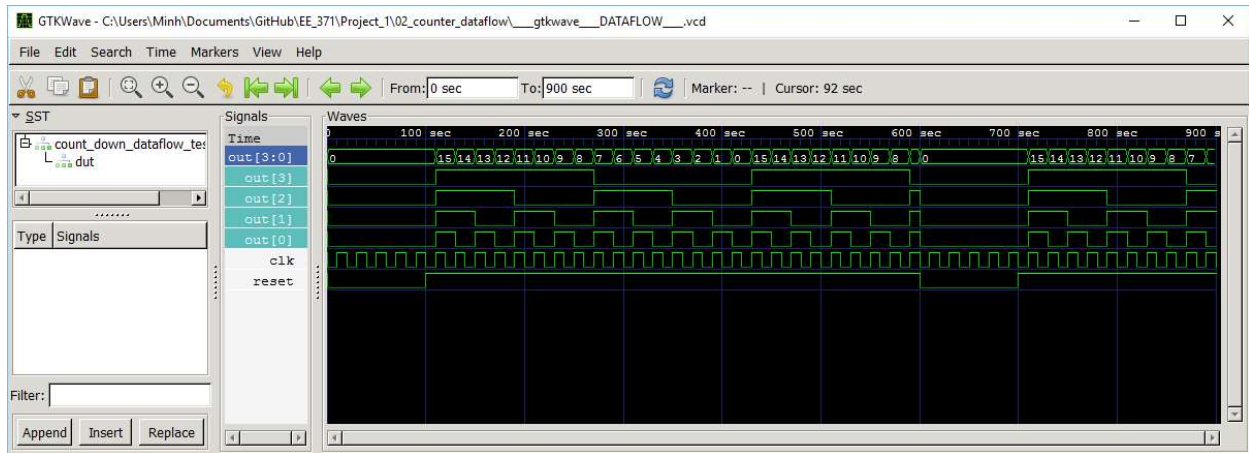 GTKWave - C:\Users\Minh\Documents\GitHub\EE_371\Project_1\02_counter_dataflow\___gtkwave___DATAFLOW___.vcd
File Edit Search Time Markers View Help
From: 0 sec To: 900 sec Marker: -- | Cursor: 92 sec
SST
count_down_dataflow_tes
dut
Type Signals
Filter:
Append Insert Replace
Signals
Time
out[3:0]
out[3]
out[2]
out[1]
out[0]
clk
reset
Waves
0 100 sec 200 sec 300 sec 400 sec 500 sec 600 sec 700 sec 800 sec 900 s
0 15 14 13 12 11 10 9 8 7 6 5 4 3 2 1 0 15 14 13 12 11 10 9 8 0 15 14 13 12 11 10 9 8 7